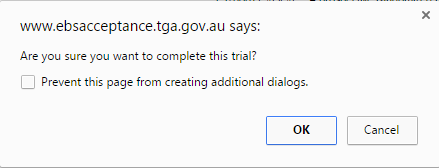 www.ebsacceptance.tga.gov.au says:
Are you sure you want to complete this trial?
Prevent this page from creating additional dialogs.
OK Cancel